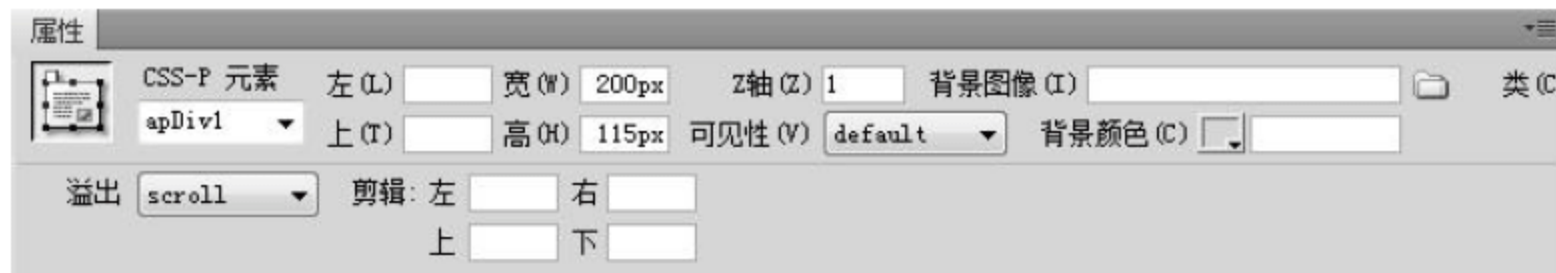 属性
CSS-P 元素 左(L) 宽(W) 200px Z轴(Z) 1 背景图像(I) 类(C
apDiv1 上(T) 高(H) 115px 可见性(V) default 背景颜色(C)
溢出 scroll 剪辑: 左 右
上 下